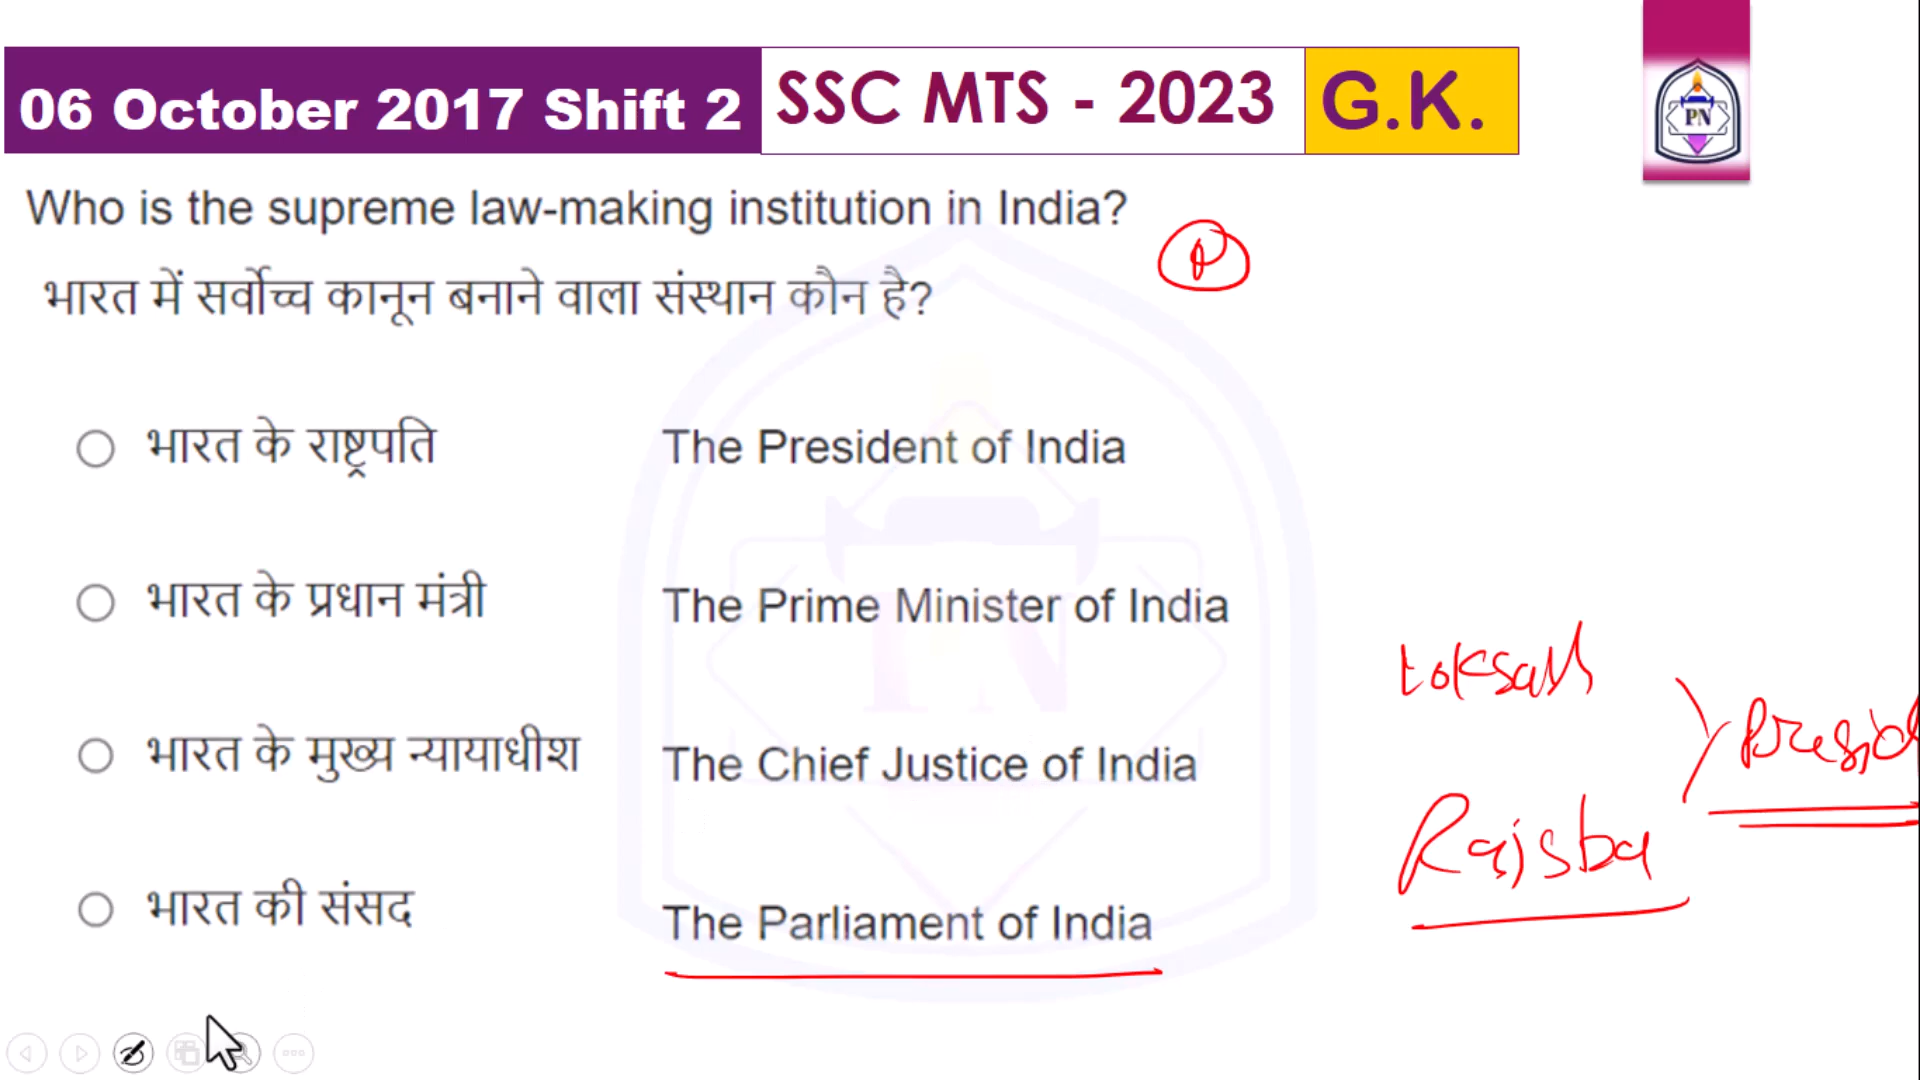 06 October 2017 Shift 2 SSC MTS - 2023 G.K.
PN
Who is the supreme law-making institution in India?
भारत में सर्वोच्च कानून बनाने वाला संस्थान कौन है?
भारत के राष्ट्रपति The President of India
भारत के प्रधान मंत्री The Prime Minister of India
भारत के मुख्य न्यायाधीश The Chief Justice of India
भारत की संसद The Parliament of India
Rajsba